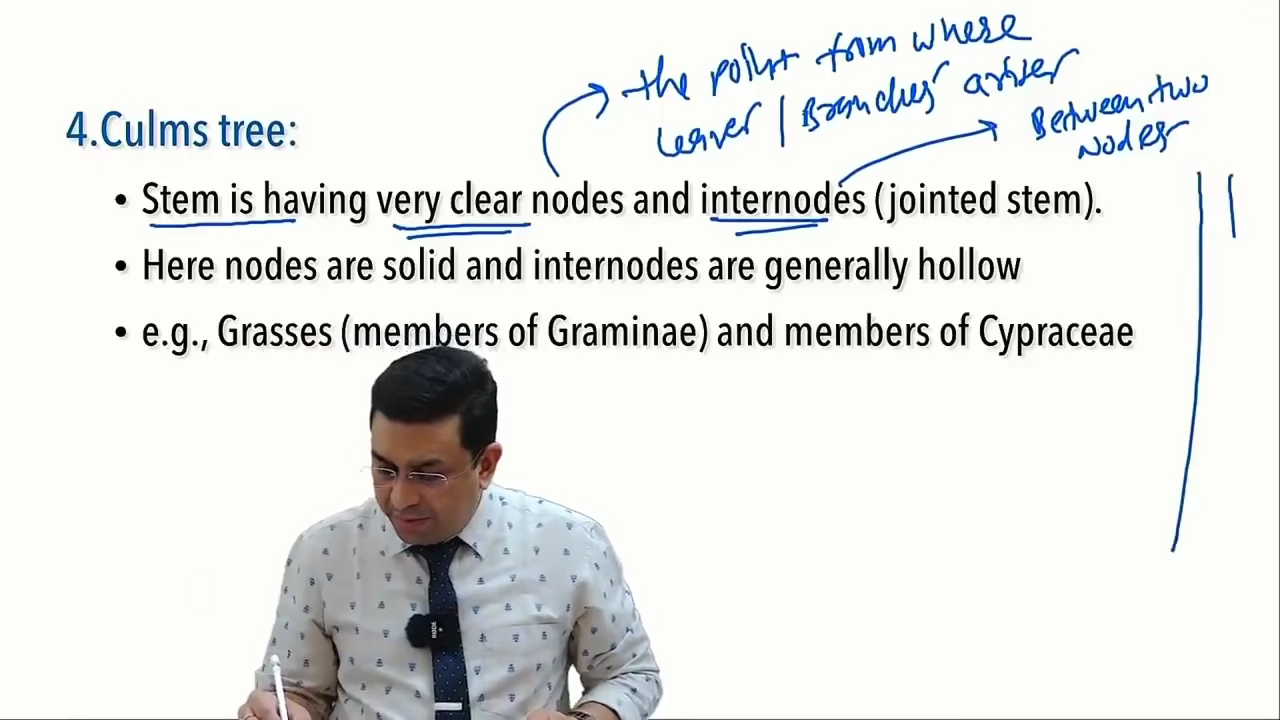 the point from where
leaves / Branches arises
Between two
nodes
4.Culms tree:
• Stem is having very clear nodes and internodes (jointed stem).
• Here nodes are solid and internodes are generally hollow
• e.g., Grasses (members of Graminae) and members of Cypraceae
RODE